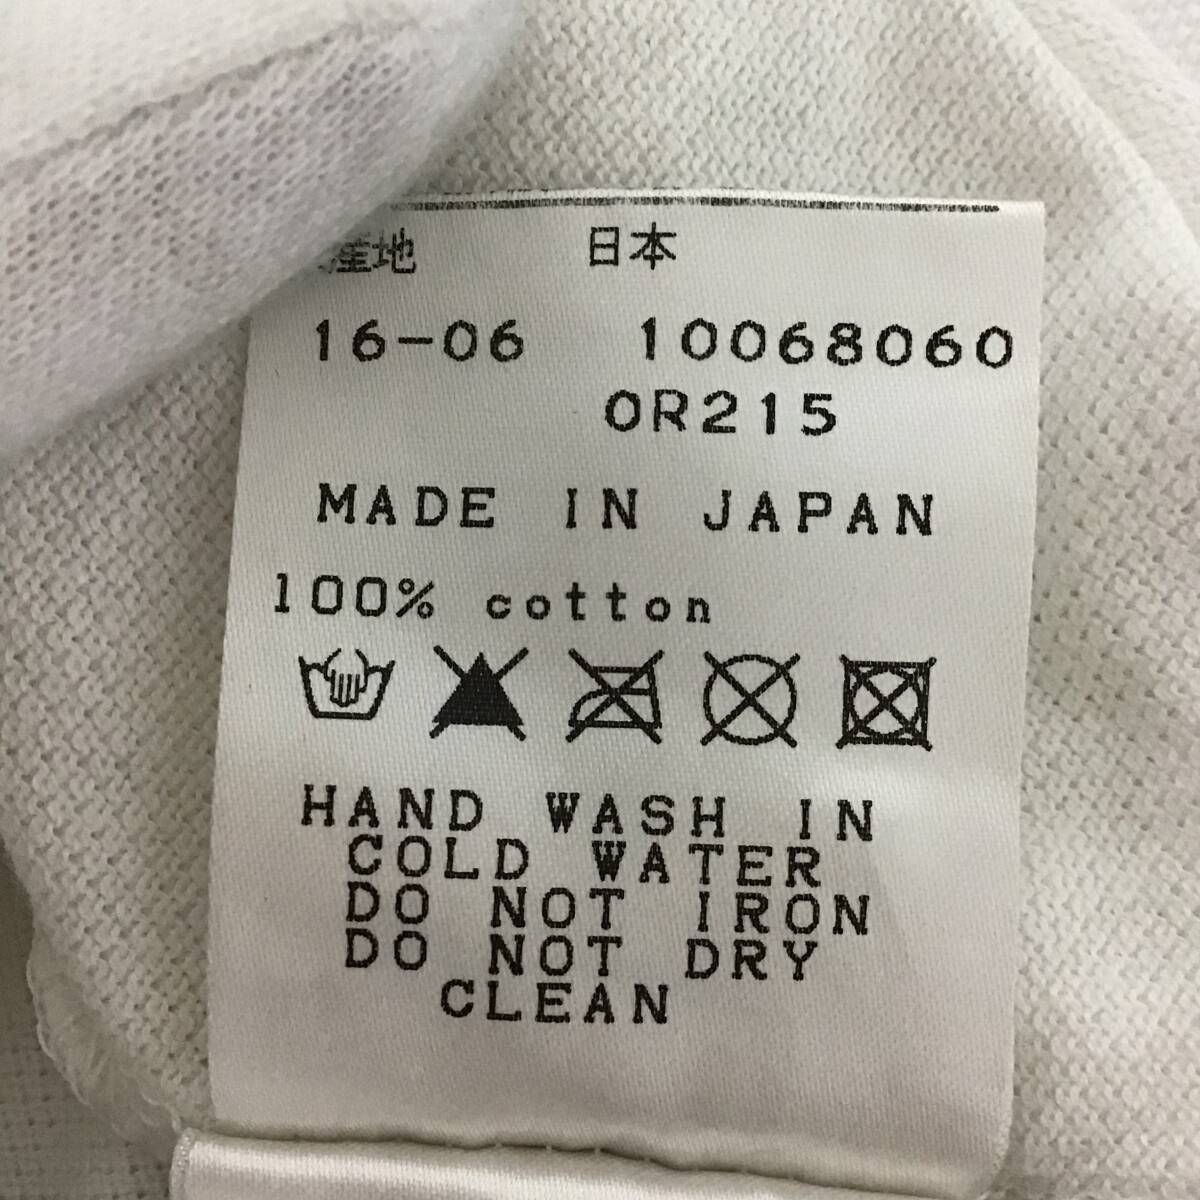 産地 日本
16-06 10068060
0R215
MADE IN JAPAN
100% cotton
HAND WASH IN
COLD WATER
DO NOT IRON
DO NOT DRY
CLEAN